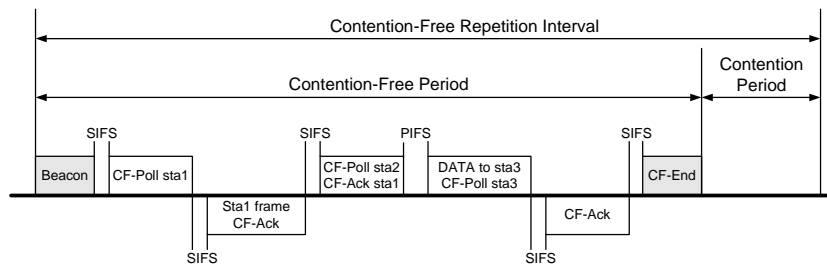 Contention-Free Repetition Interval
Contention-Free Period
Contention
Period
SIFS
SIFS
PIFS
SIFS
Beacon
CF-Poll sta1
CF-Poll sta2
CF-Ack sta1
DATA to sta3
CF-Poll sta3
CF-End
Sta1 frame
CF-Ack
CF-Ack
SIFS
SIFS